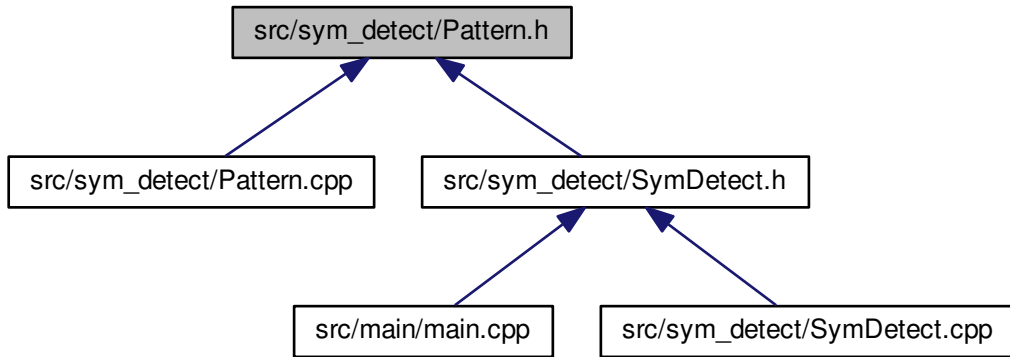 src/sym_detect/Pattern.h
src/sym_detect/Pattern.cpp
src/sym_detect/SymDetect.h
src/main/main.cpp
src/sym_detect/SymDetect.cpp